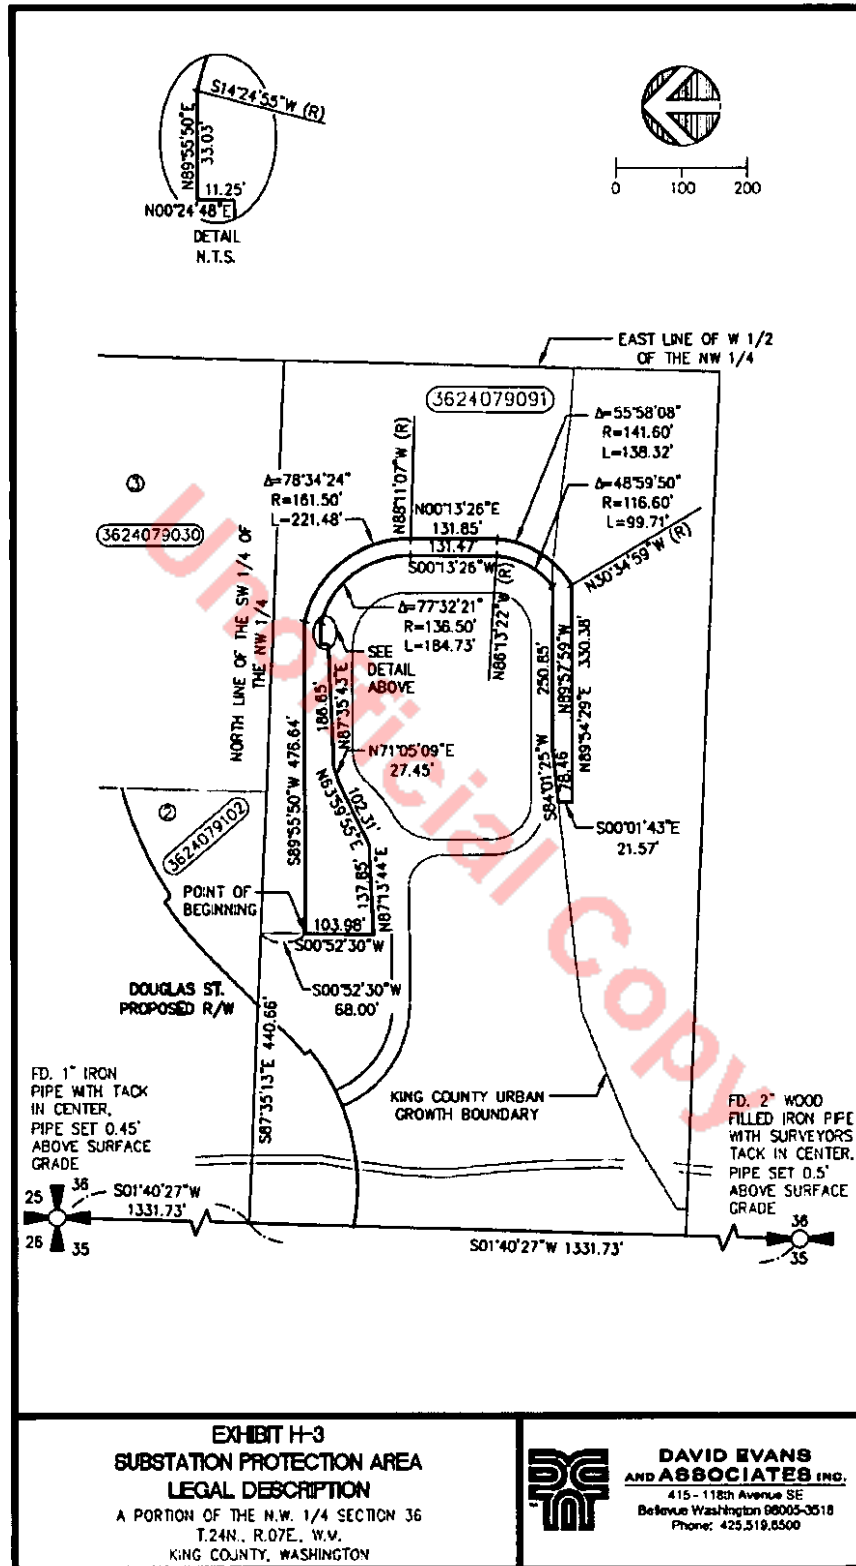 S14°24'55"W (R)
N89°55'50"E
33.03'
11.25'
N00°24'48"E
DETAIL
N.T.S.
0 100 200
EAST LINE OF W 1/2
OF THE NW 1/4
3624079091
Δ=55°58'08"
R=141.60'
L=138.32'
Δ=48°59'50"
R=116.60'
L=99.71'
N30°34'59"W (R)
3
3624079030
Δ=78°34'24"
R=161.50'
L=221.48'
N88°11'07"W (R)
N00°13'26"E
131.85'
131.47'
S00°13'26"W
N86°13'22"W (R)
Δ=77°32'21"
R=136.50'
L=184.73'
SEE
DETAIL
ABOVE
NORTH LINE OF THE SW 1/4 OF
THE NW 1/4
186.65'
N87°35'43"E
N71°05'09"E
27.45'
250.85'
N89°57'59"W
N89°54'29"E 330.38'
S84°01'25"W
78.46'
S00°01'43"E
21.57'
S89°55'50"W 476.64'
102.31'
N63°59'55"E
137.85'
N87°13'44"E
2
3624079102
POINT OF
BEGINNING
103.98'
S00°52'30"W
S00°52'30"W
68.00'
DOUGLAS ST.
PROPOSED R/W
S87°35'13"E 440.66'
FD. 1" IRON
PIPE WITH TACK
IN CENTER,
PIPE SET 0.45'
ABOVE SURFACE
GRADE
KING COUNTY URBAN
GROWTH BOUNDARY
FD. 2" WOOD
FILLED IRON PIPE
WITH SURVEYORS
TACK IN CENTER,
PIPE SET 0.5'
ABOVE SURFACE
GRADE
25 36
26 35
S01°40'27"W
1331.73'
S01°40'27"W 1331.73'
36
35
Unofficial Copy
EXHIBIT H-3
SUBSTATION PROTECTION AREA
LEGAL DESCRIPTION
A PORTION OF THE N.W. 1/4 SECTION 36
T.24N., R.07E., W.M.
KING COUNTY, WASHINGTON
DAVID EVANS
AND ASSOCIATES INC.
415 - 118th Avenue SE
Bellevue Washington 98005-3518
Phone: 425.519.6500